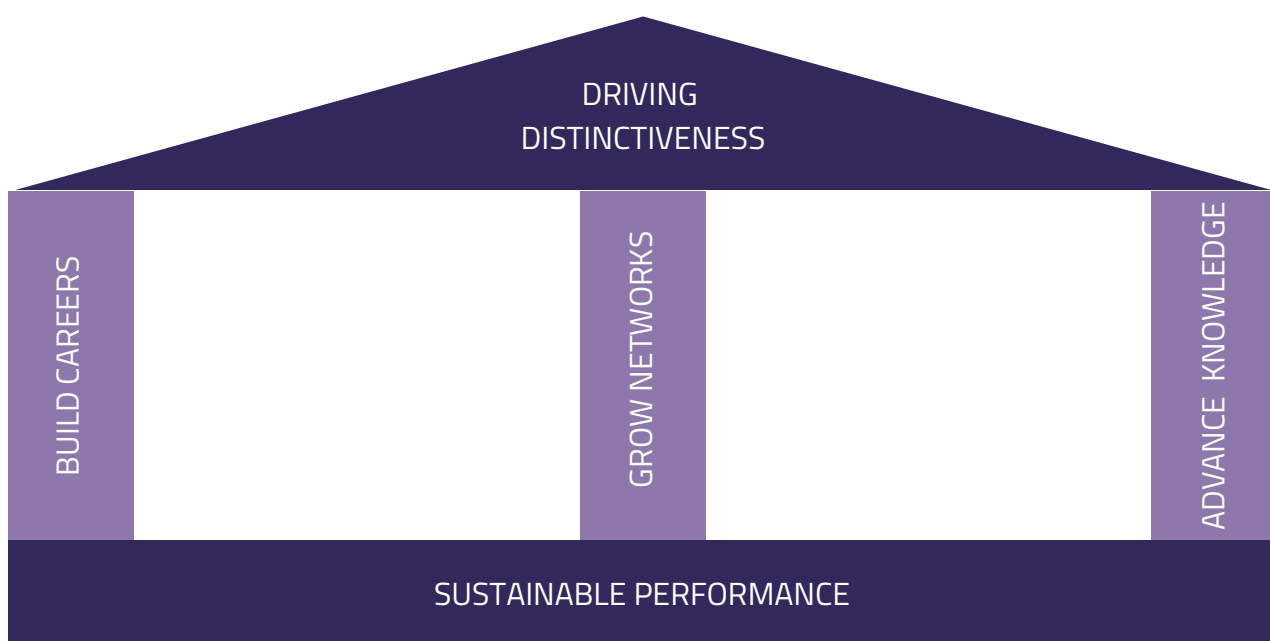 DRIVING
DISTINCTIVENESS
BUILD CAREERS
GROW NETWORKS
ADVANCE KNOWLEDGE
SUSTAINABLE PERFORMANCE